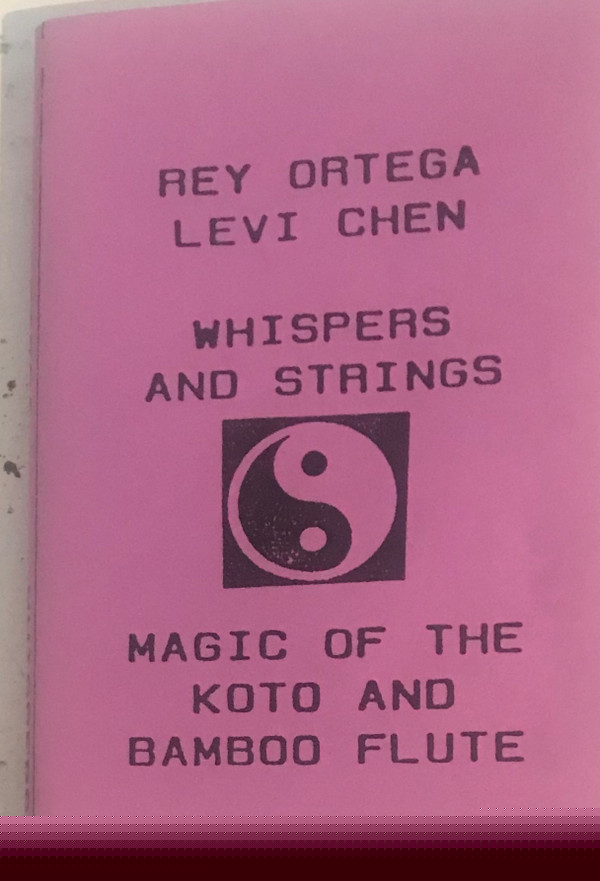 REY ORTEGA
LEVI CHEN
WHISPERS
AND STRINGS
MAGIC OF THE
KOTO AND
BAMBOO FLUTE